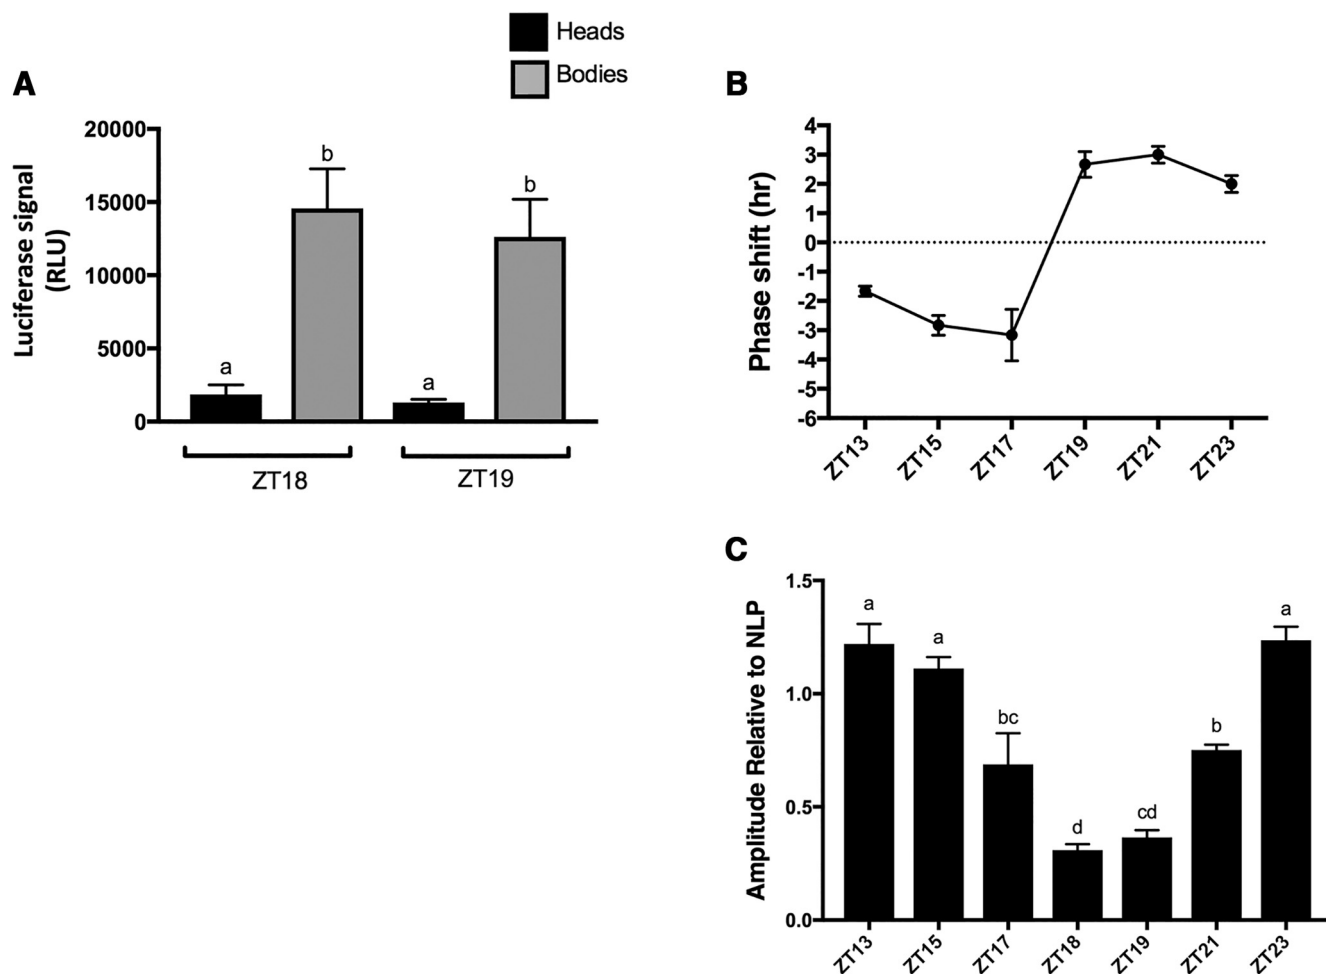 Heads
Bodies
A
Luciferase signal
(RLU)
20000
15000
10000
5000
0
a
b
a
b
ZT18
ZT19
B
Phase shift (hr)
4
3
2
1
0
-1
-2
-3
-4
-5
-6
ZT13
ZT15
ZT17
ZT19
ZT21
ZT23
C
Amplitude Relative to NLP
1.5
1.0
0.5
0.0
a
a
bc
d
cd
b
a
ZT13
ZT15
ZT17
ZT18
ZT19
ZT21
ZT23